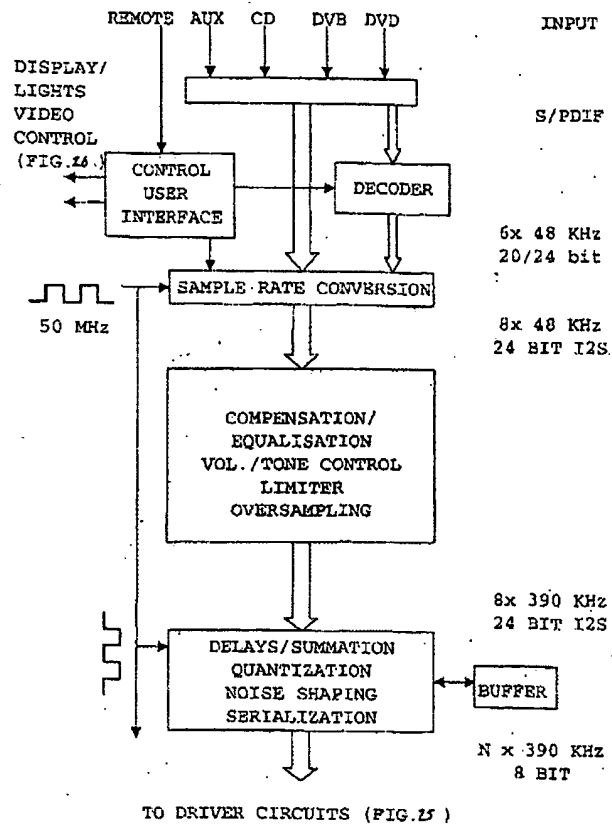 REMOTE AUX CD DVB DVD INPUT
DISPLAY/
LIGHTS
VIDEO
CONTROL
(FIG.26.)
S/PDIF
CONTROL
USER
INTERFACE
DECODER
6x 48 KHz
20/24 bit
SAMPLE RATE CONVERSION
50 MHz
8x 48 KHz
24 BIT I2S
COMPENSATION/
EQUALISATION
VOL./TONE CONTROL
LIMITER
OVERSAMPLING
8x 390 KHz
24 BIT I2S
DELAYS/SUMMATION
QUANTIZATION
NOISE SHAPING
SERIALIZATION
BUFFER
N x 390 KHz
8 BIT
TO DRIVER CIRCUITS (FIG.25)